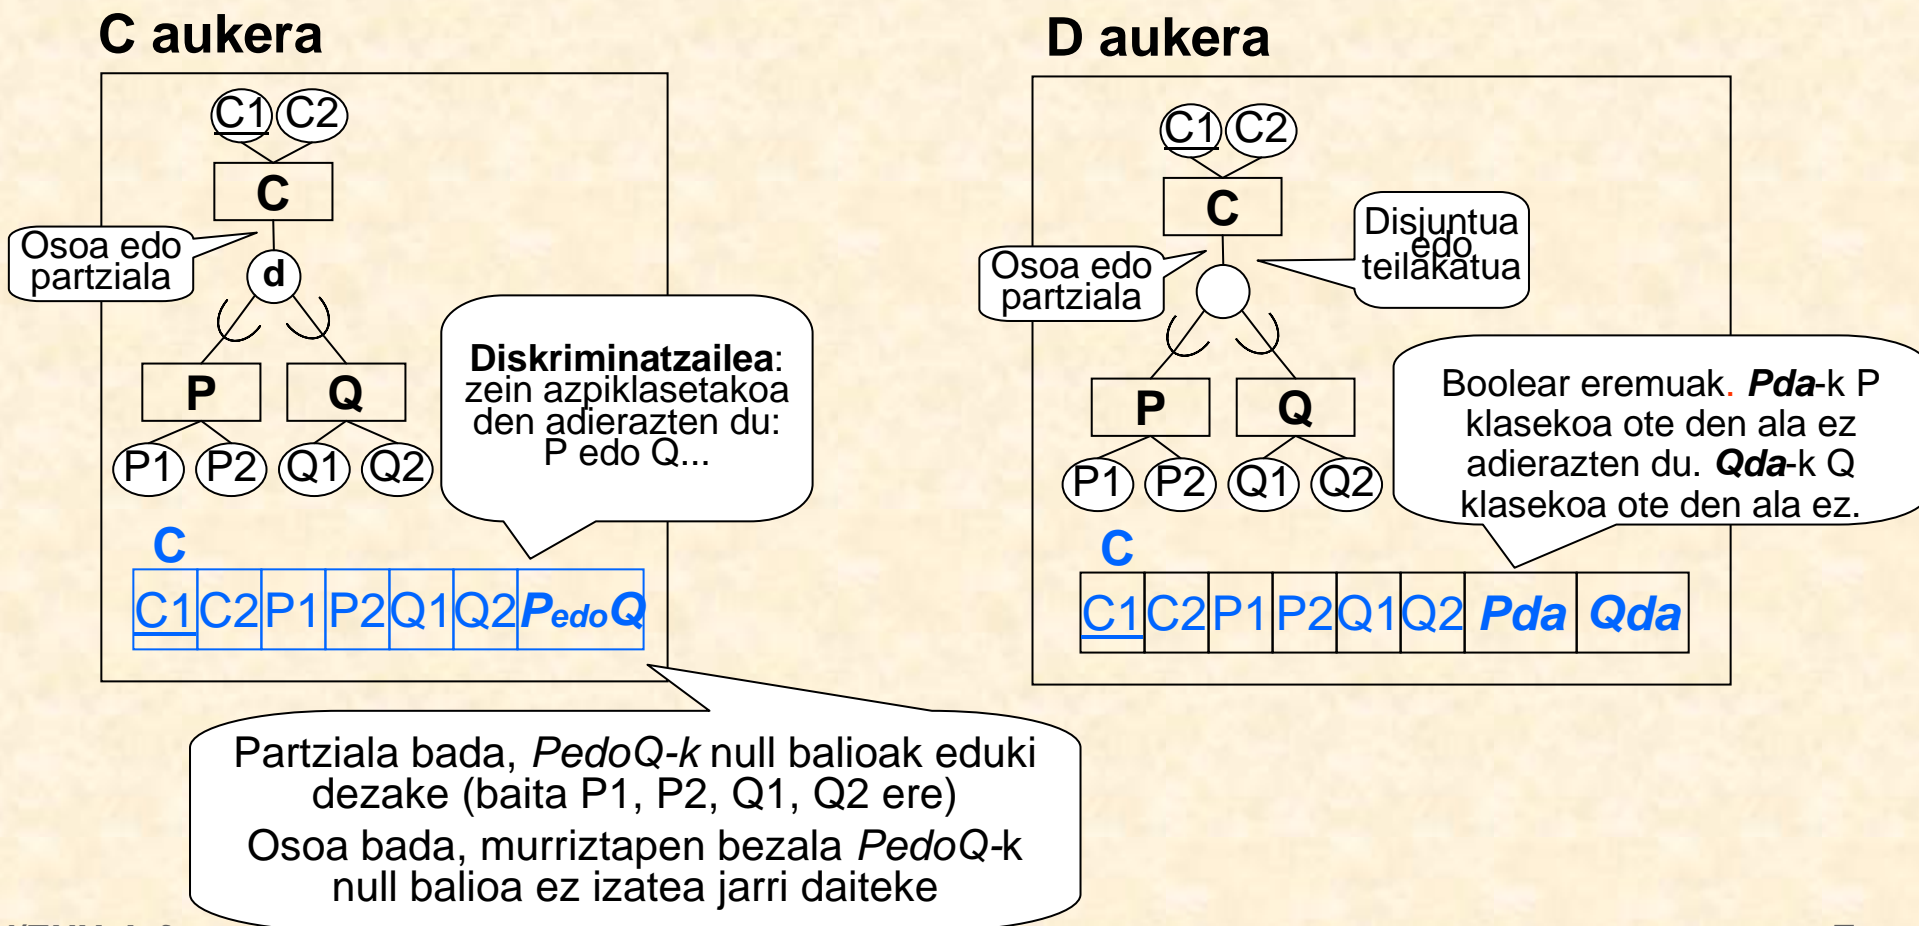 C aukera
C1 C2
C
Osoa edo
partziala
d
P Q
P1 P2 Q1 Q2
Diskriminatzailea:
zein azpiklasetakoa
den adierazten du:
P edo Q...
C
C1 C2 P1 P2 Q1 Q2 PedoQ
Partziala bada, PedoQ-k null balioak eduki
dezake (baita P1, P2, Q1, Q2 ere)
Osoa bada, murriztapen bezala PedoQ-k
null balioa ez izatea jarri daiteke
D aukera
C1 C2
C
Osoa edo
partziala
Disjuntua
edo
teilakatua
P Q
P1 P2 Q1 Q2
Boolear eremuak. Pda-k P
klasekoa ote den ala ez
adierazten du. Qda-k Q
klasekoa ote den ala ez.
C
C1 C2 P1 P2 Q1 Q2 Pda Qda